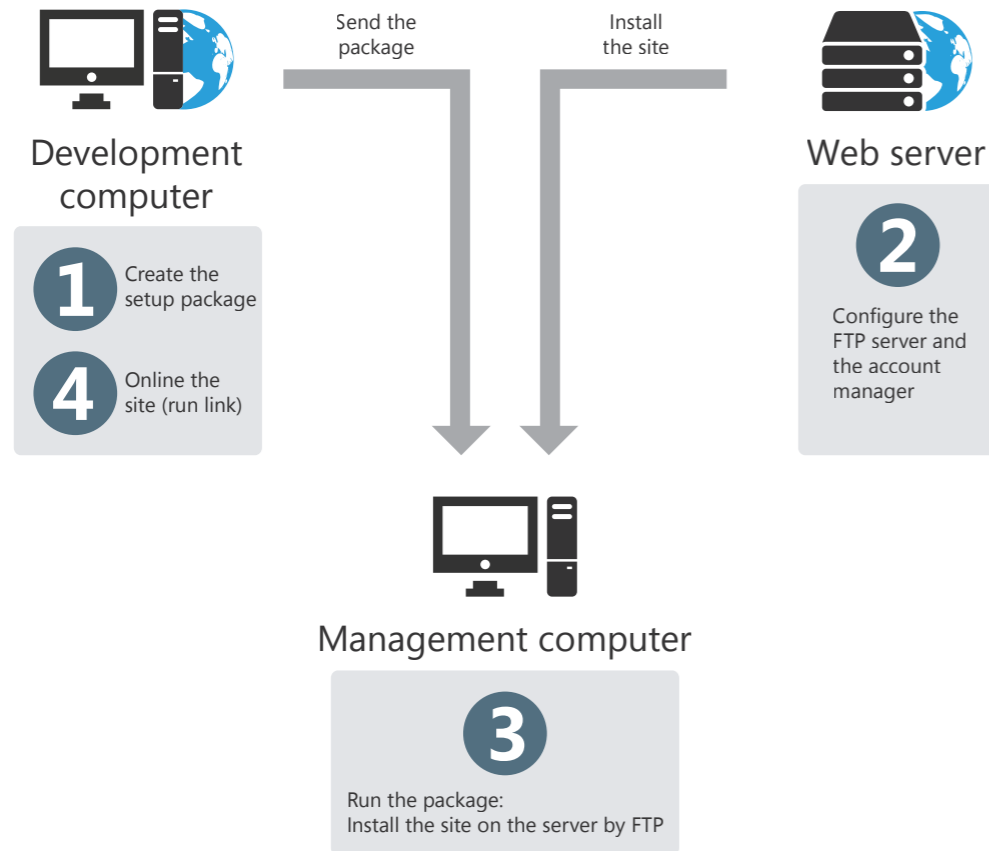 Send the
package
Install
the site
Development
computer
Web server
1
Create the
setup package
4
Online the
site (run link)
2
Configure the
FTP server and
the account
manager
Management computer
3
Run the package:
Install the site on the server by FTP